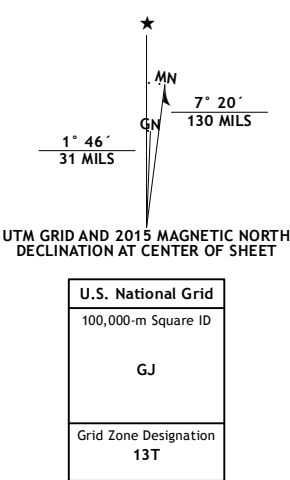 ★
MN
7° 20´
130 MILS
GN
1° 46´
31 MILS
UTM GRID AND 2015 MAGNETIC NORTH
DECLINATION AT CENTER OF SHEET
U.S. National Grid
100,000-m Square ID
GJ
Grid Zone Designation
13T